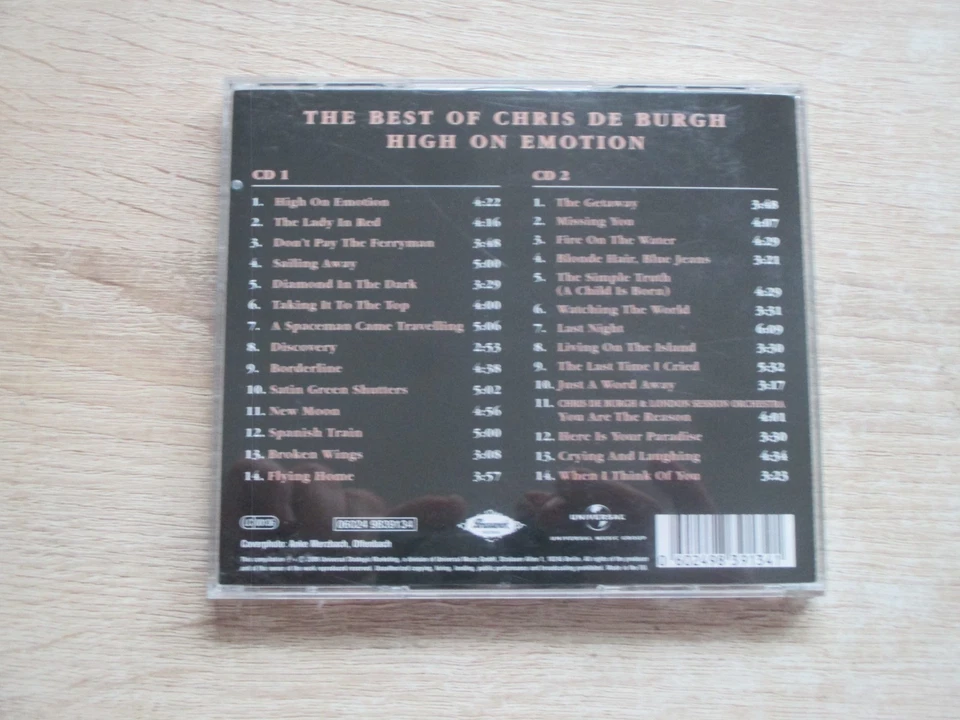 THE BEST OF CHRIS DE BURGH
HIGH ON EMOTION
CD 1
1. High On Emotion 4:22
2. The Lady In Red 4:16
3. Don't Pay The Ferryman 3:48
4. Sailing Away 5:00
5. Diamond In The Dark 3:29
6. Taking It To The Top 4:00
7. A Spaceman Came Travelling 5:06
8. Discovery 2:53
9. Borderline 4:38
10. Satin Green Shutters 5:02
11. New Moon 4:56
12. Spanish Train 5:00
13. Broken Wings 3:08
14. Flying Home 3:57
CD 2
1. The Getaway 3:48
2. Missing You 4:07
3. Fire On The Water 4:29
4. Blonde Hair, Blue Jeans 3:21
5. The Simple Truth
(A Child Is Born) 4:29
6. Watching The World 3:31
7. Last Night 6:09
8. Living On The Island 3:30
9. The Last Time I Cried 5:32
10. Just A Word Away 3:17
11. CHRIS DE BURGH & LONDON SESSION ORCHESTRA
You Are The Reason 4:01
12. Here Is Your Paradise 3:30
13. Crying And Laughing 4:34
14. When I Think Of You 3:23
06024 9839134
UNIVERSAL
UNIVERSAL MUSIC GROUP
Coverphoto: Anke Merzbach, Offenbach
0 602498 391341